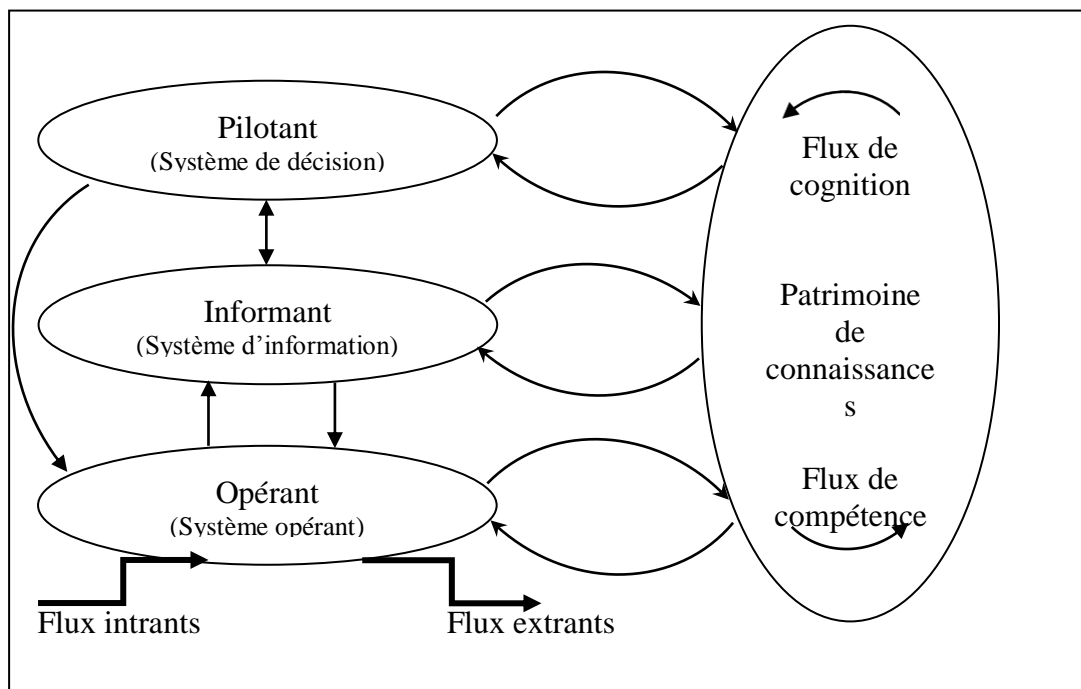 Pilotant
(Système de décision)
Informant
(Système d'information)
Opérant
(Système opérant)
Flux intrants
Flux extrants
Flux de
cognition
Patrimoine
de
connaissance
s
Flux de
compétence